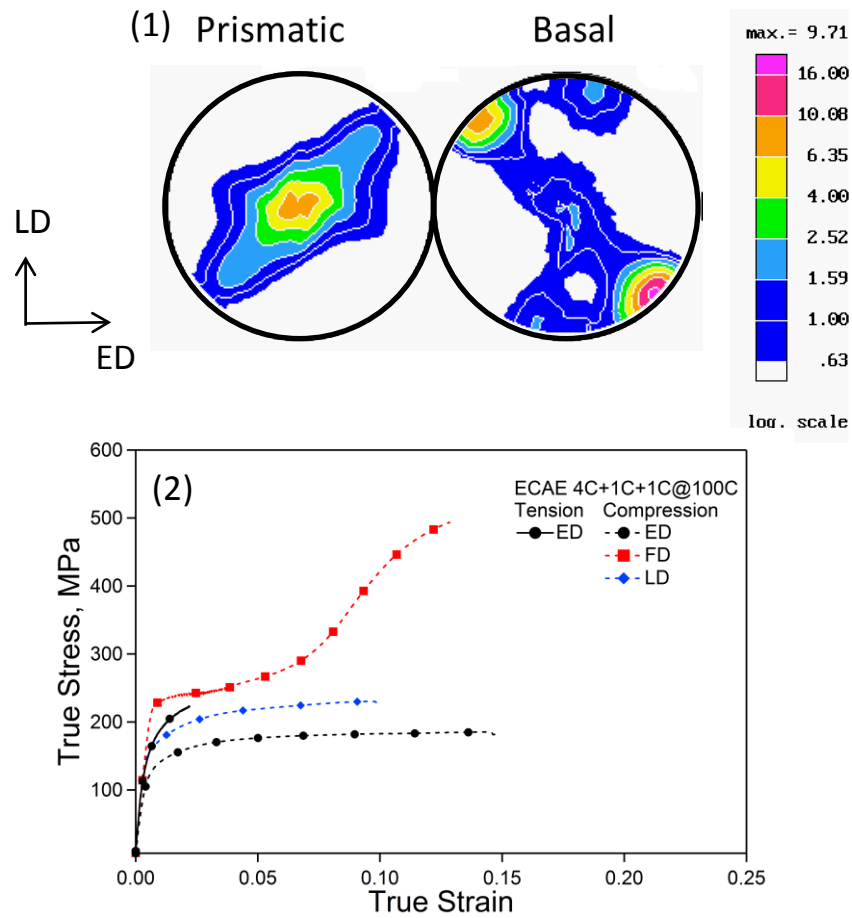 (1) Prismatic Basal
max.= 9.71
16.00
10.08
6.35
4.00
2.52
1.59
1.00
.63
log. scale
LD
ED
(2)
ECAE 4C+1C+1C@100C
Tension Compression
ED ED
FD
LD
600
500
400
300
200
100
True Stress, MPa
0.00 0.05 0.10 0.15 0.20 0.25
True Strain